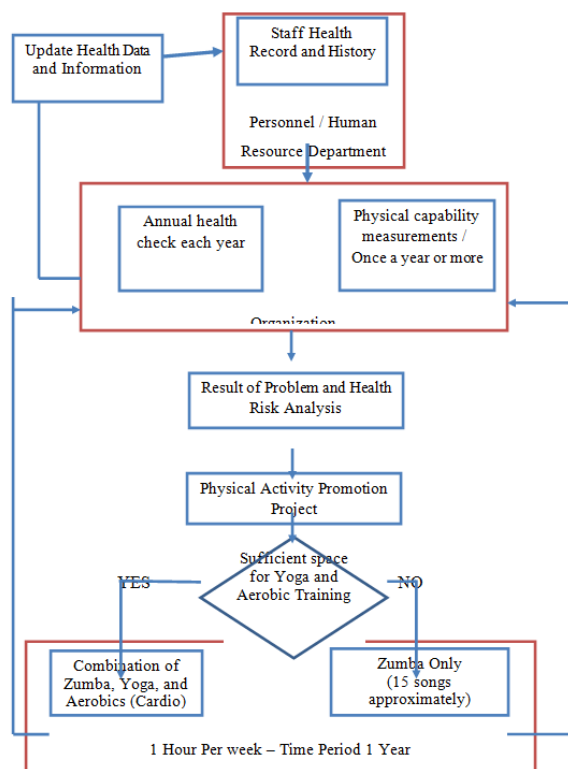 Update Health Data
and Information
Staff Health
Record and History
Personnel / Human
Resource Department
Annual health
check each year
Physical capability
measurements /
Once a year or more
Organization
Result of Problem and Health
Risk Analysis
Physical Activity Promotion
Project
Sufficient space
for Yoga and
Aerobic Training
YES
NO
Combination of
Zumba, Yoga, and
Aerobics (Cardio)
Zumba Only
(15 songs
approximately)
1 Hour Per week – Time Period 1 Year